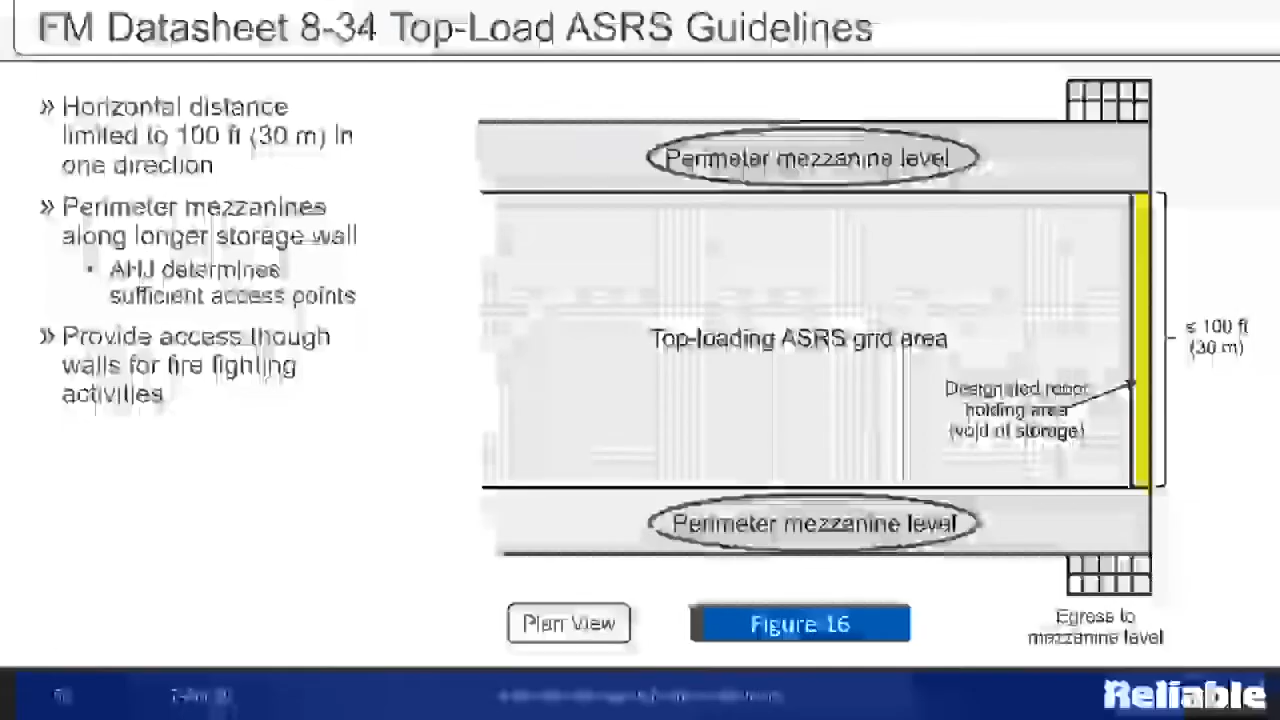 FM Datasheet 8-34 Top-Load ASRS Guidelines
» Horizontal distance
limited to 100 ft (30 m) in
one direction
» Perimeter mezzanines
along longer storage wall
• AHJ determines
sufficient access points
» Provide access though
walls for fire fighting
activities
Perimeter mezzanine level
Top-loading ASRS grid area
≤ 100 ft
(30 m)
Designated robot
holding area
(void of storage)
Perimeter mezzanine level
Plan View
Figure 16
Egress to
mezzanine level
Reliable